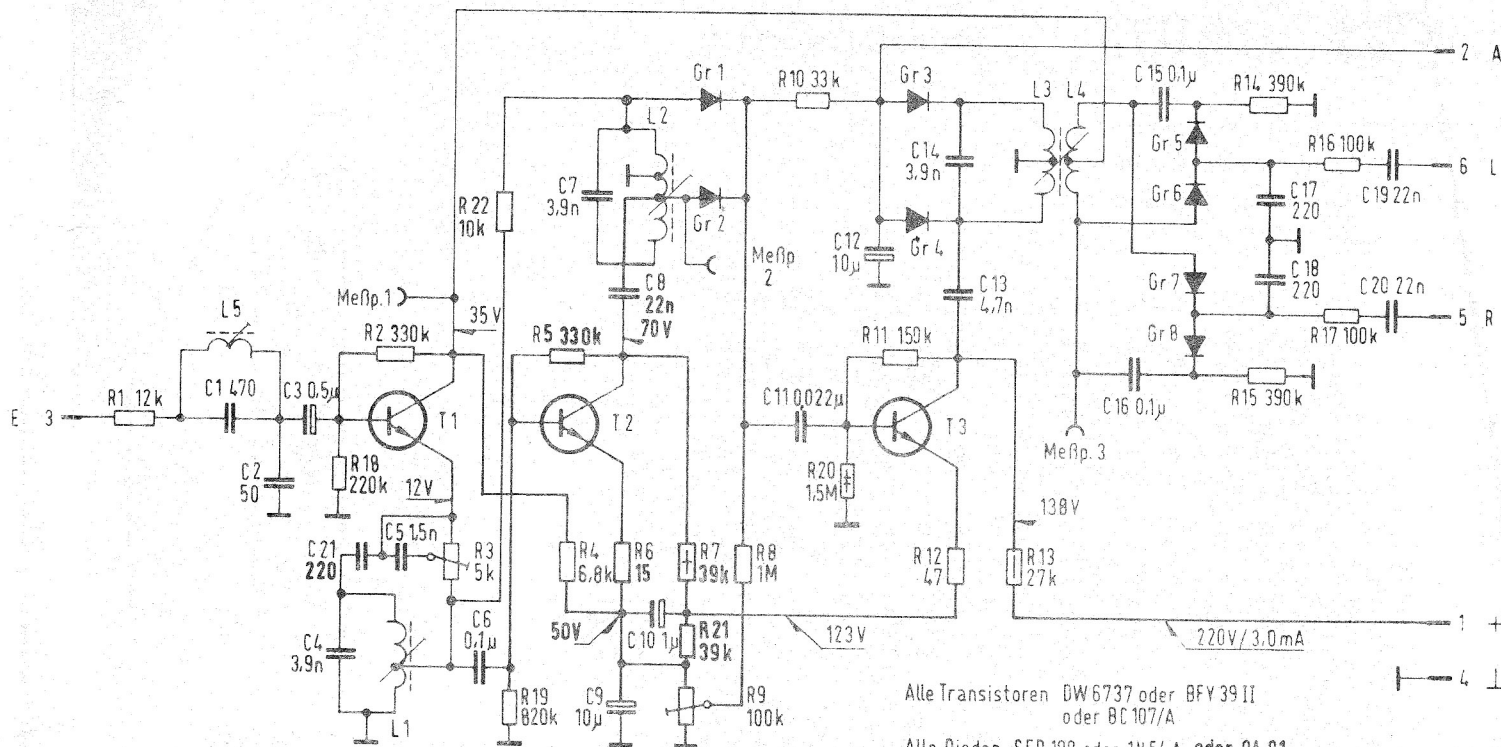 2 A
C15 0,1µ
R14 390k
Gr 1
R10 33k
Gr 3
L3 L4
L2
Gr 5
R16 100k
C14
3,9n
6 L
C7
3,9n
Gr 6
C17
220
C19 22n
R 22
10k
Gr 2
C12
10µ
Gr 4
Meßp.
2
C18
220
C20 22n
Meßp. 1
C8
22n
70V
C13
4,7n
Gr 7
L5
35V
5 R
R2 330k
R5 330k
R11 150k
Gr 8
R17 100k
R1 12k
C1 470
C3 0,5µ
C11 0,022µ
C16 0,1µ
R15 390k
E 3
T1
T2
T3
Meßp. 3
C2
50
R18
220k
12V
R20
1,5M
138V
C21
220
C5 1,5n
R3
5k
R4
6,8k
R6
15
R7
39k
R8
1M
R12
47
R13
27k
C6
0,1µ
50V
C10 1µ
R21
39k
123V
220V/3,0mA
1 +
C4
3,9n
4 ⊥
L1
R19
820k
C9
10µ
R9
100k
Alle Transistoren DW 6737 oder BFY 39 II
oder BC 107/A
Alle Dioden
oder 1N54A oder OA 81